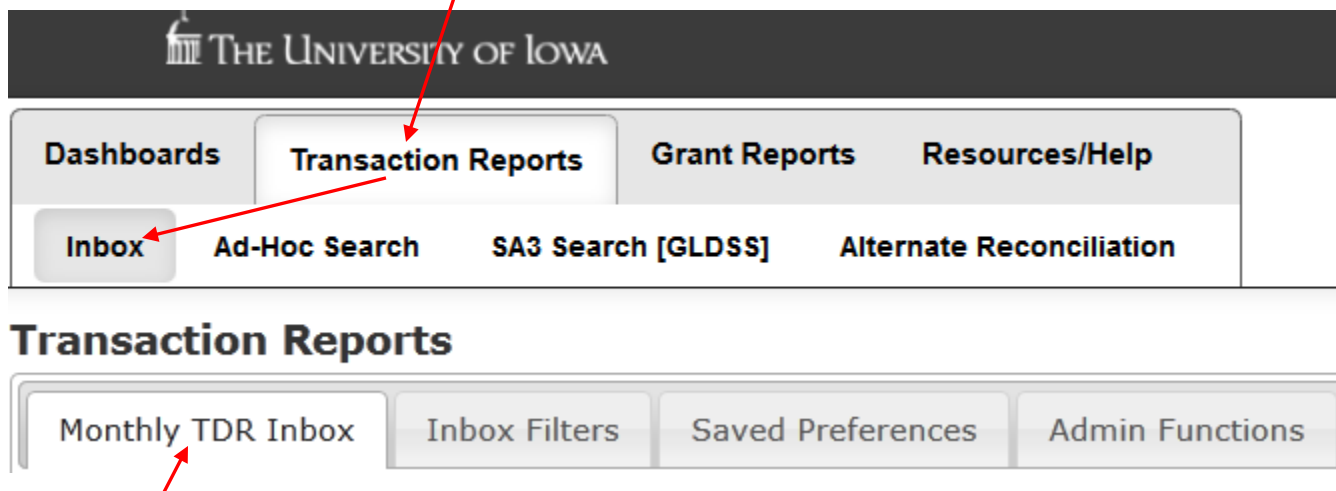 THE UNIVERSITY OF IOWA
Dashboards Transaction Reports Grant Reports Resources/Help
Inbox Ad-Hoc Search SA3 Search [GLDSS] Alternate Reconciliation
Transaction Reports
Monthly TDR Inbox Inbox Filters Saved Preferences Admin Functions